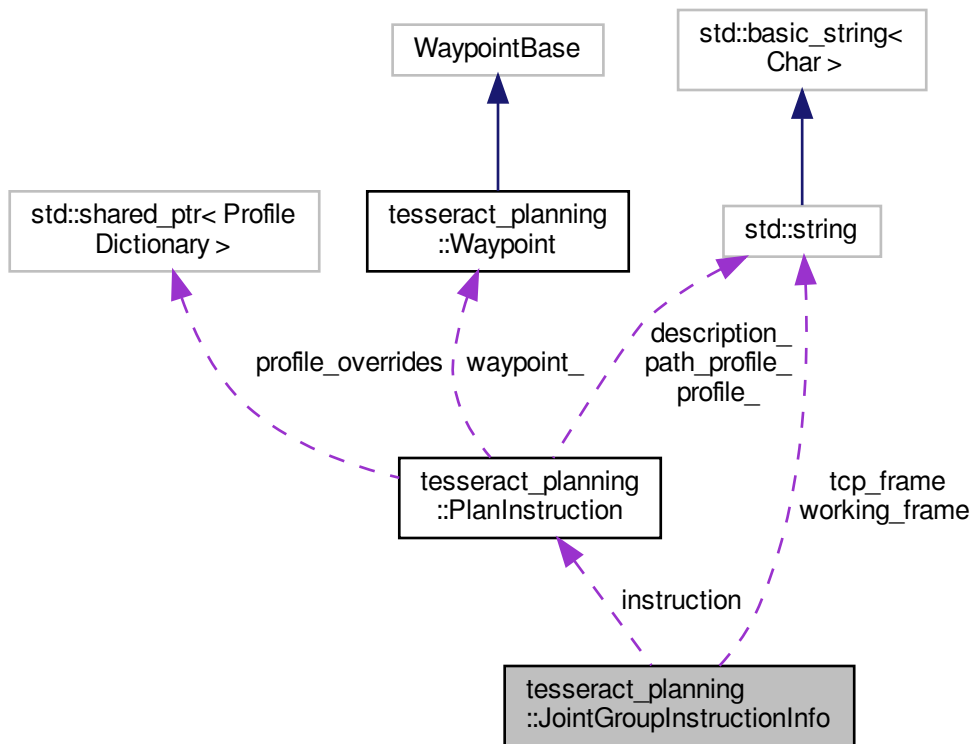 std::basic_string<
Char >
WaypointBase
std::shared_ptr< Profile
Dictionary >
tesseract_planning
::Waypoint
std::string
profile_overrides
waypoint_
description_
path_profile_
profile_
tesseract_planning
::PlanInstruction
tcp_frame
working_frame
instruction
tesseract_planning
::JointGroupInstructionInfo